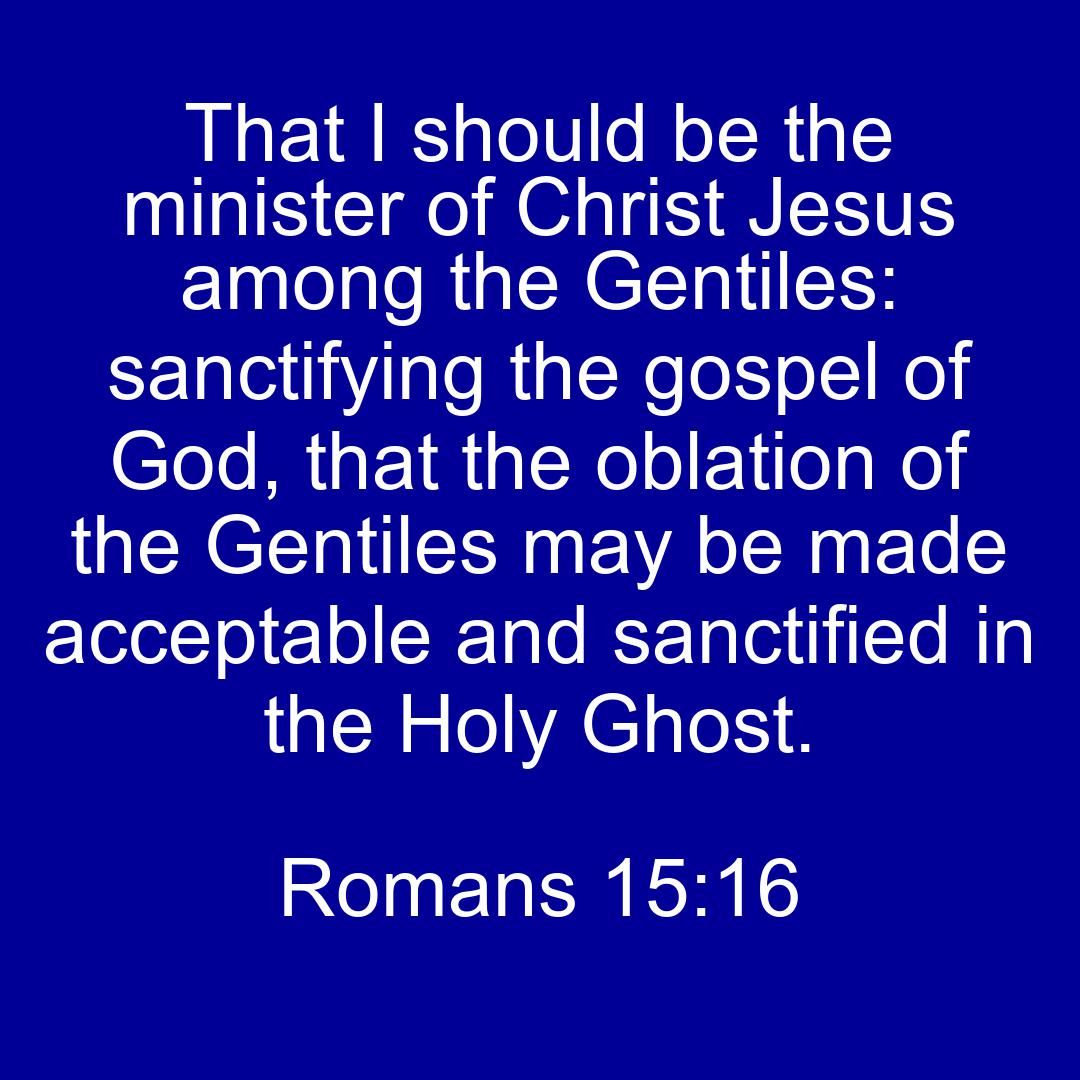 That I should be the
minister of Christ Jesus
among the Gentiles:
sanctifying the gospel of
God, that the oblation of
the Gentiles may be made
acceptable and sanctified in
the Holy Ghost.
Romans 15:16